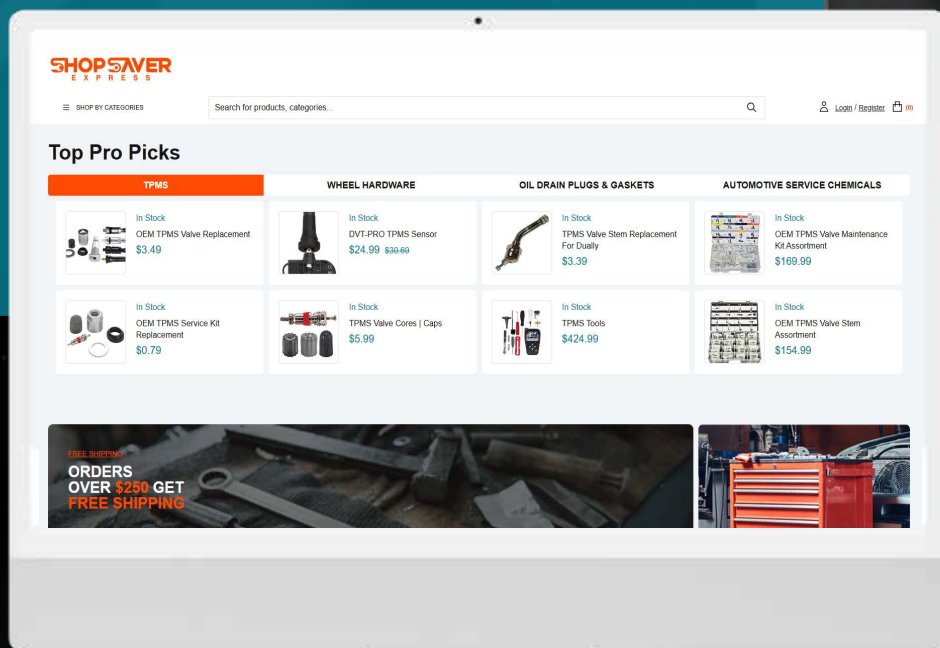 SHOP SAVER
EXPRESS
SHOP BY CATEGORIES
Search for products, categories...
Login / Register
(0)
Top Pro Picks
TPMS
WHEEL HARDWARE
OIL DRAIN PLUGS & GASKETS
AUTOMOTIVE SERVICE CHEMICALS
In Stock
OEM TPMS Valve Replacement
$3.49
In Stock
DVT-PRO TPMS Sensor
$24.99 $30.69
In Stock
TPMS Valve Stem Replacement
For Dually
$3.39
In Stock
OEM TPMS Valve Maintenance
Kit Assortment
$169.99
In Stock
OEM TPMS Service Kit
Replacement
$0.79
In Stock
TPMS Valve Cores | Caps
$5.99
In Stock
TPMS Tools
$424.99
In Stock
OEM TPMS Valve Stem
Assortment
$154.99
FREE SHIPPING
ORDERS
OVER $250 GET
FREE SHIPPING